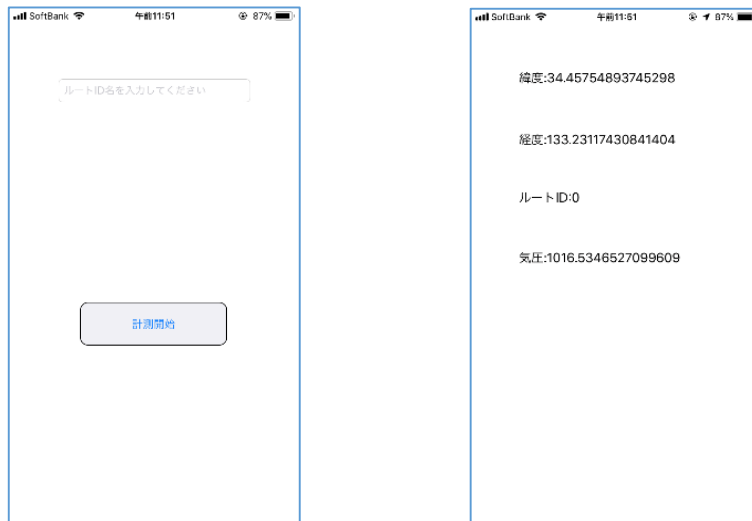 SoftBank 午前11:51 87%
ルートID名を入力してください
計測開始
SoftBank 午前11:51 87%
緯度:34.45754893745298
経度:133.23117430841404
ルートID:0
気圧:1016.5346527099609